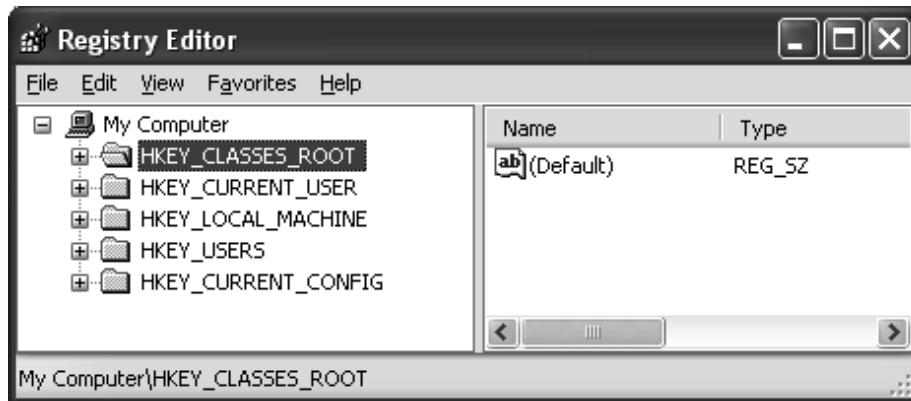 Registry Editor
File Edit View Favorites Help
My Computer
HKEY_CLASSES_ROOT
HKEY_CURRENT_USER
HKEY_LOCAL_MACHINE
HKEY_USERS
HKEY_CURRENT_CONFIG
Name Type
ab (Default) REG_SZ
My Computer\HKEY_CLASSES_ROOT